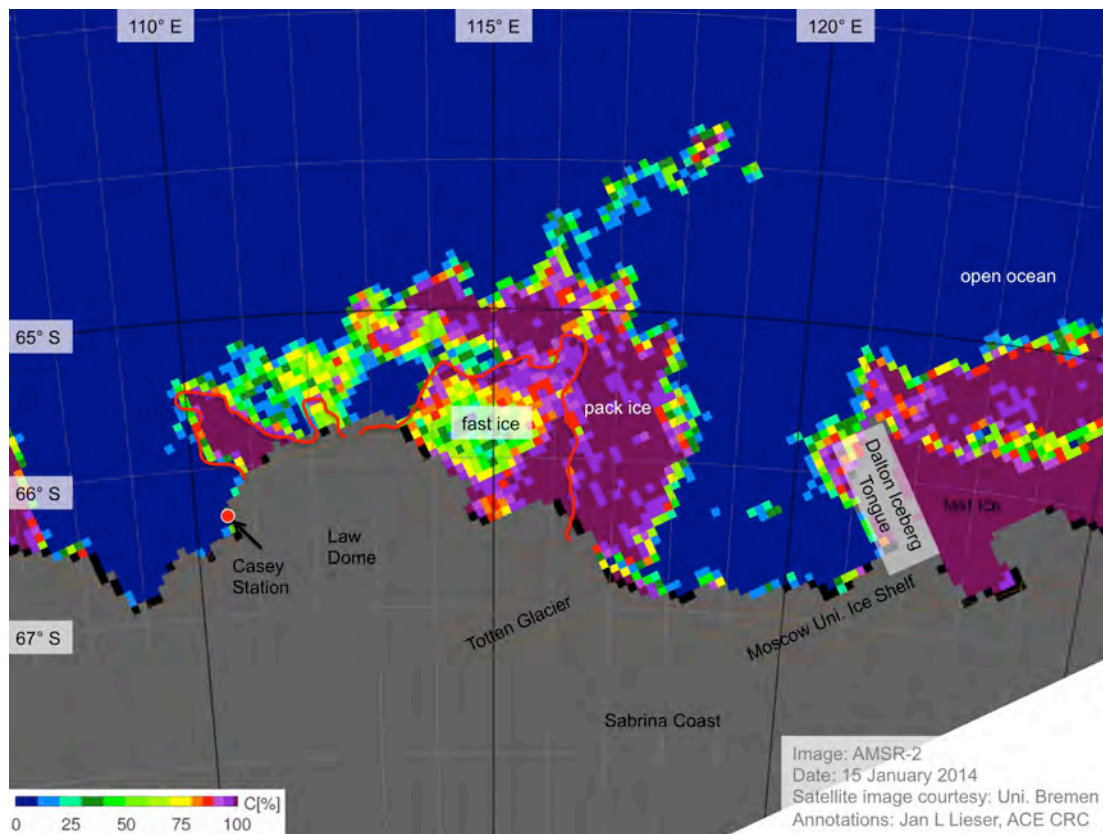 110° E
115° E
120° E
open ocean
65° S
pack ice
fast ice
Dalton Iceberg
Tongue
66° S
Law
Dome
Casey
Station
Totten Glacier
Moscow Uni. Ice Shelf
67° S
Sabrina Coast
Image: AMSR-2
Date: 15 January 2014
Satellite image courtesy: Uni. Bremen
Annotations: Jan L Lieser, ACE CRC
C[%]
0 25 50 75 100